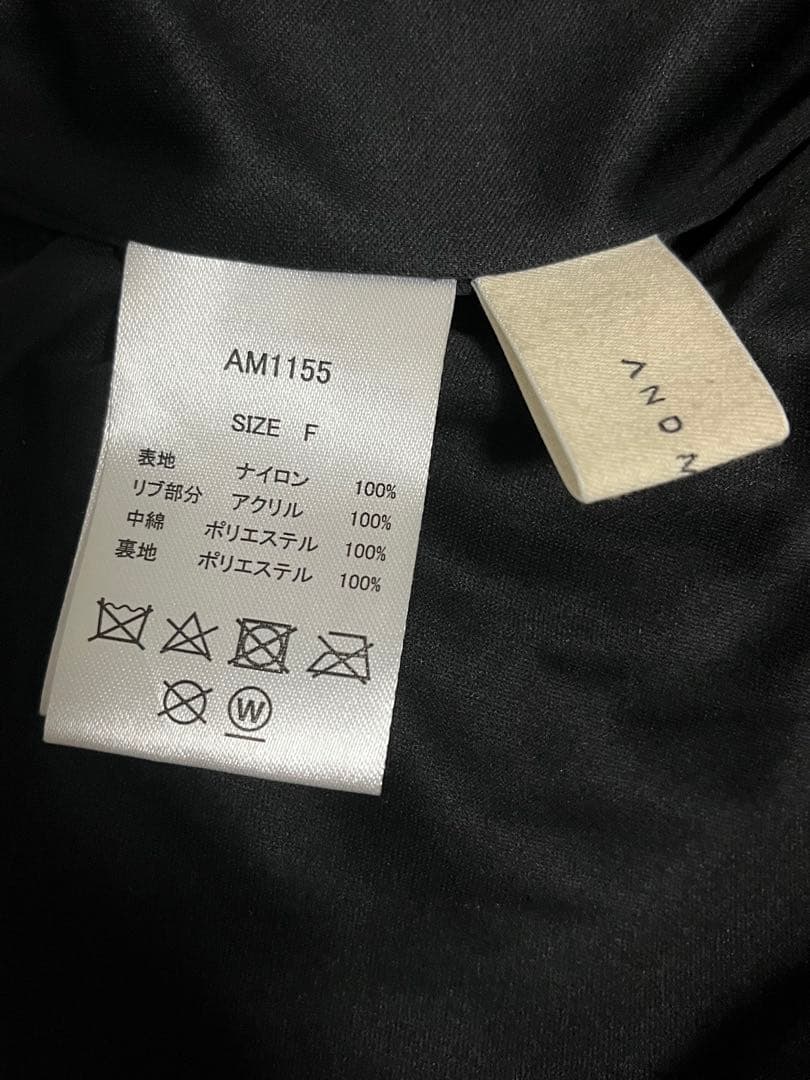 AM1155
SIZE F
表地 ナイロン 100%
リブ部分 アクリル 100%
中綿 ポリエステル 100%
裏地 ポリエステル 100%
W
AND M